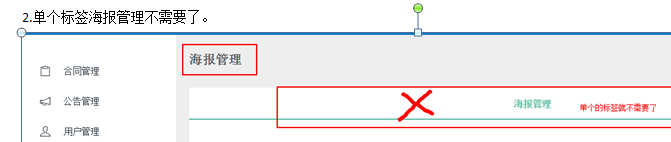 2.单个标签海报管理不需要了。
海报管理
合同管理
海报管理 单个的标签就不需要了
公告管理
用户管理